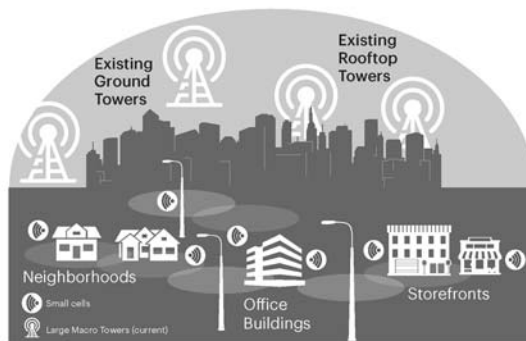 Existing
Ground
Towers
Existing
Rooftop
Towers
Neighborhoods
Office
Buildings
Storefronts
Small cells
Large Macro Towers (current)